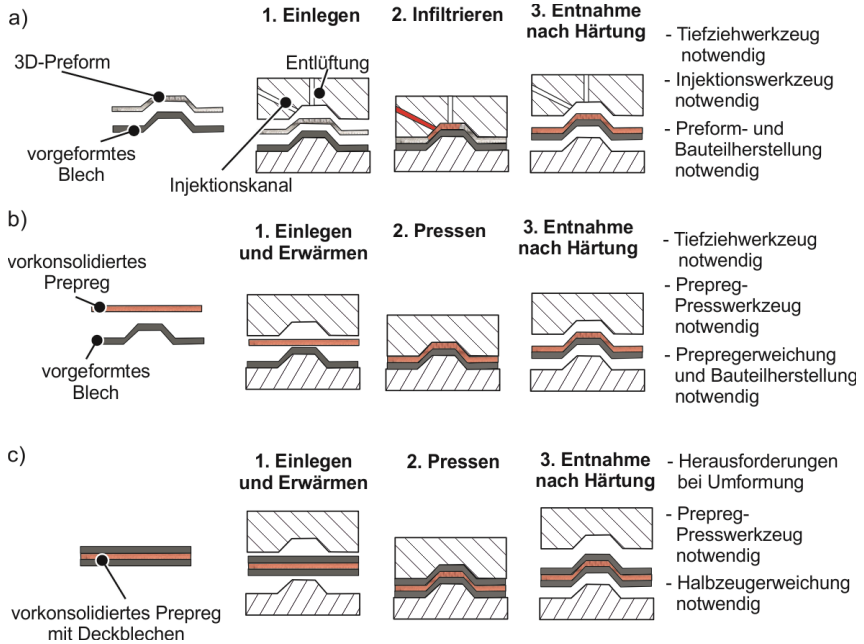 a)
1. Einlegen
2. Infiltrieren
3. Entnahme
nach Härtung
3D-Preform
Entlüftung
vorgeformtes
Blech
Injektionskanal
- Tiefziehwerkzeug
notwendig
- Injektionswerkzeug
notwendig
- Preform- und
Bauteilherstellung
notwendig
b)
1. Einlegen
und Erwärmen
2. Pressen
3. Entnahme
nach Härtung
vorkonsolidiertes
Prepreg
vorgeformtes
Blech
- Tiefziehwerkzeug
notwendig
- Prepreg-
Presswerkzeug
notwendig
- Prepregerweichung
und Bauteilherstellung
notwendig
c)
1. Einlegen
und Erwärmen
2. Pressen
3. Entnahme
nach Härtung
vorkonsolidiertes Prepreg
mit Deckblechen
- Herausforderungen
bei Umformung
- Prepreg-
Presswerkzeug
notwendig
- Halbzeugerweichung
notwendig